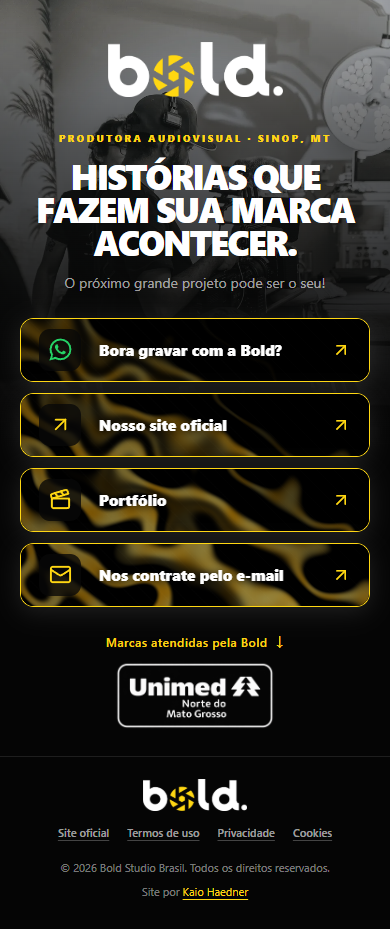 bold.
PRODUTORA AUDIOVISUAL · SINOP, MT
HISTÓRIAS QUE
FAZEM SUA MARCA
ACONTECER.
O próximo grande projeto pode ser o seu!
Bora gravar com a Bold?
Nosso site oficial
Portfólio
Nos contrate pelo e-mail
Marcas atendidas pela Bold ↓
Unimed
Norte do
Mato Grosso
bold.
Site oficial Termos de uso Privacidade Cookies
© 2026 Bold Studio Brasil. Todos os direitos reservados.
Site por Kaio Haedner